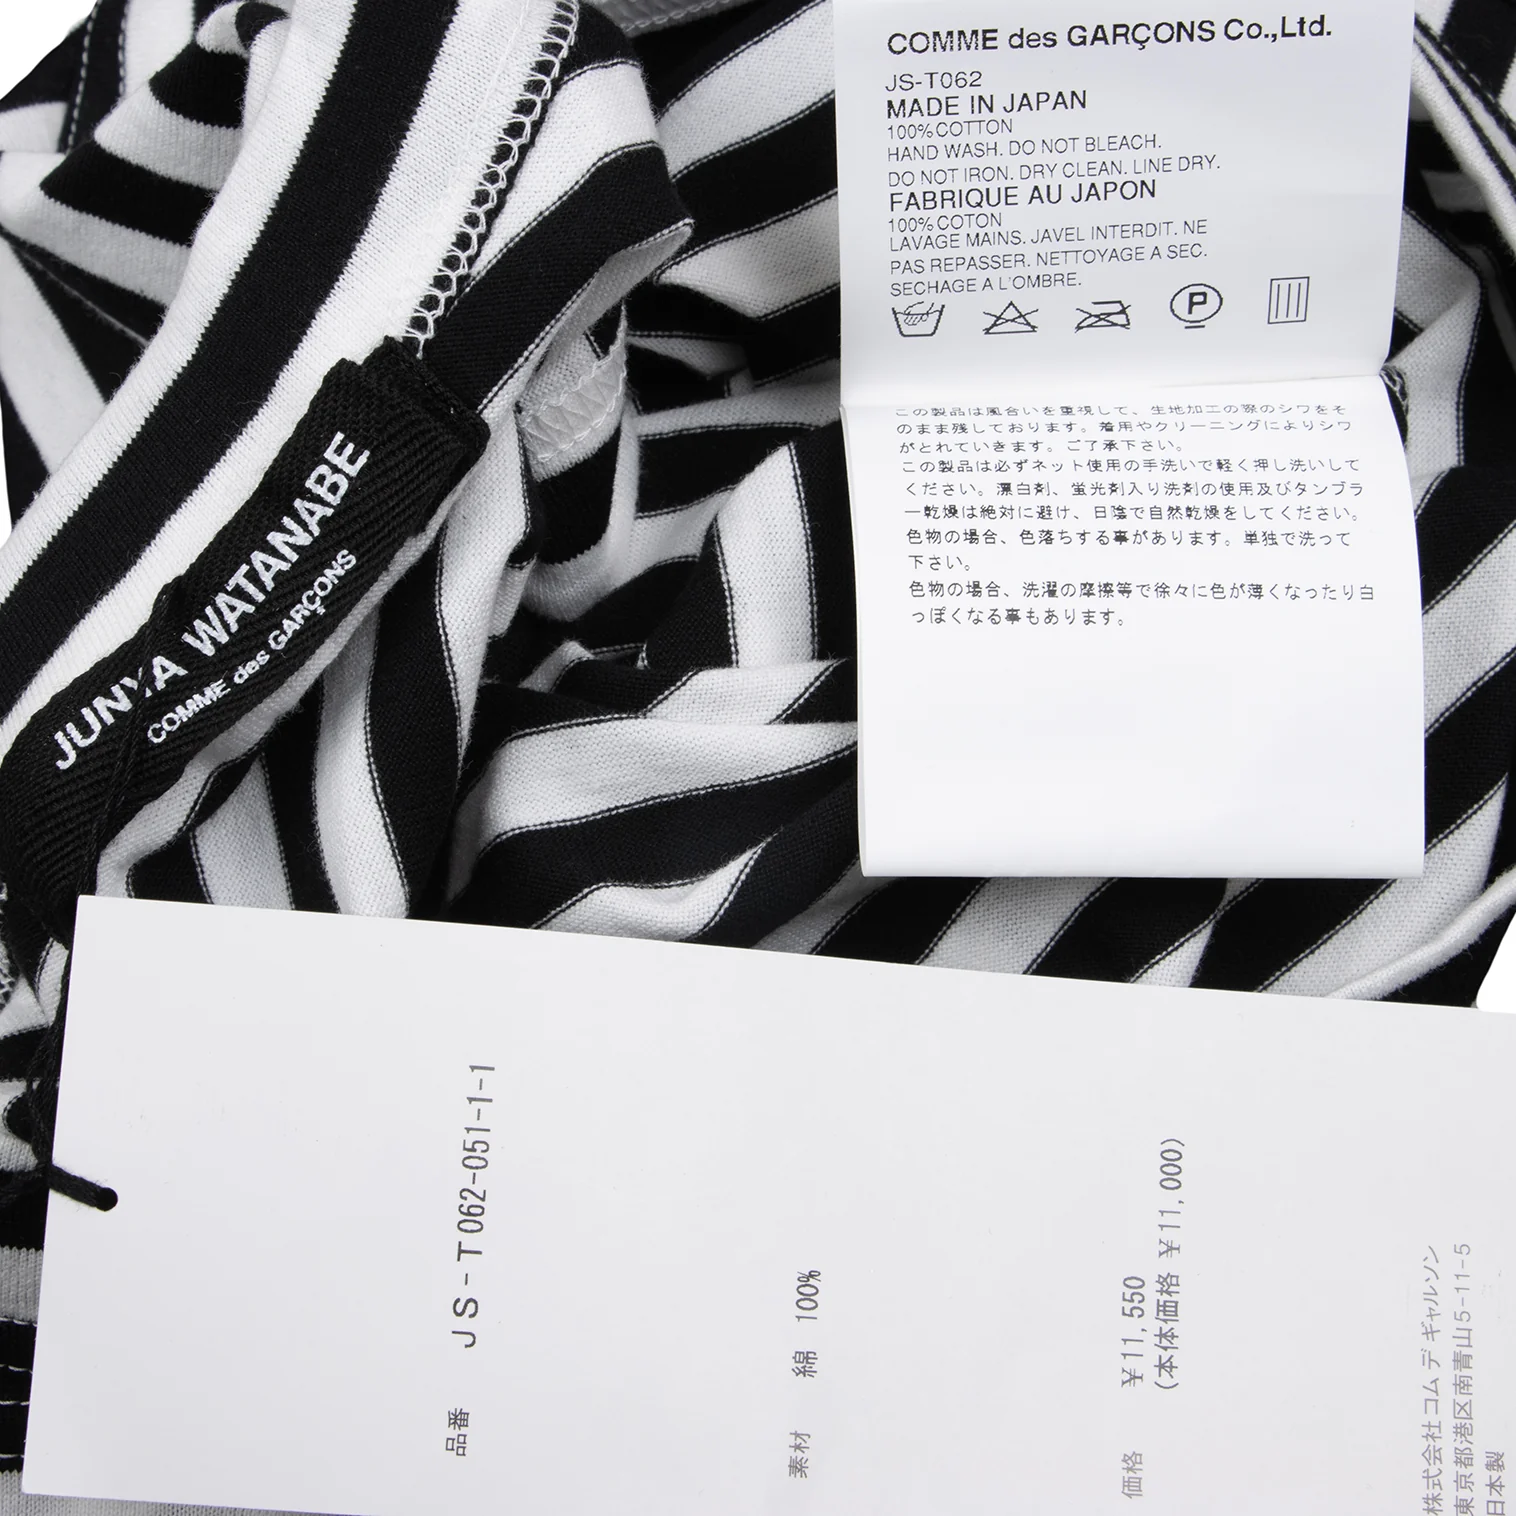 COMME des GARÇONS Co.,Ltd.
JS-T062
MADE IN JAPAN
100%COTTON
HAND WASH. DO NOT BLEACH.
DO NOT IRON. DRY CLEAN. LINE DRY.
FABRIQUE AU JAPON
100%COTON
LAVAGE MAINS. JAVEL INTERDIT. NE
PAS REPASSER. NETTOYAGE A SEC.
SECHAGE A L'OMBRE.
P
この製品は風合いを重視して、生地加工の際のシワをそ
のまま残しております。着用やクリーニングによりシワ
がとれていきます。ご了承下さい。
この製品は必ずネット使用の手洗いで軽く押し洗いして
ください。漂白剤、蛍光剤入り洗剤の使用及びタンブラ
ー乾燥は絶対に避け、日陰で自然乾燥をしてください。
色物の場合、色落ちする事があります。単独で洗って
下さい。
色物の場合、洗濯の摩擦等で徐々に色が薄くなったり白
っぽくなる事もあります。
JUNYA WATANABE
COMME des GARÇONS
品番 JS-T062-051-1-1
素材 綿 100%
価格 ¥11,550
(本体価格 ¥11,000)
株式会社コム デ ギャルソン
東京都港区南青山5-11-5
日本製